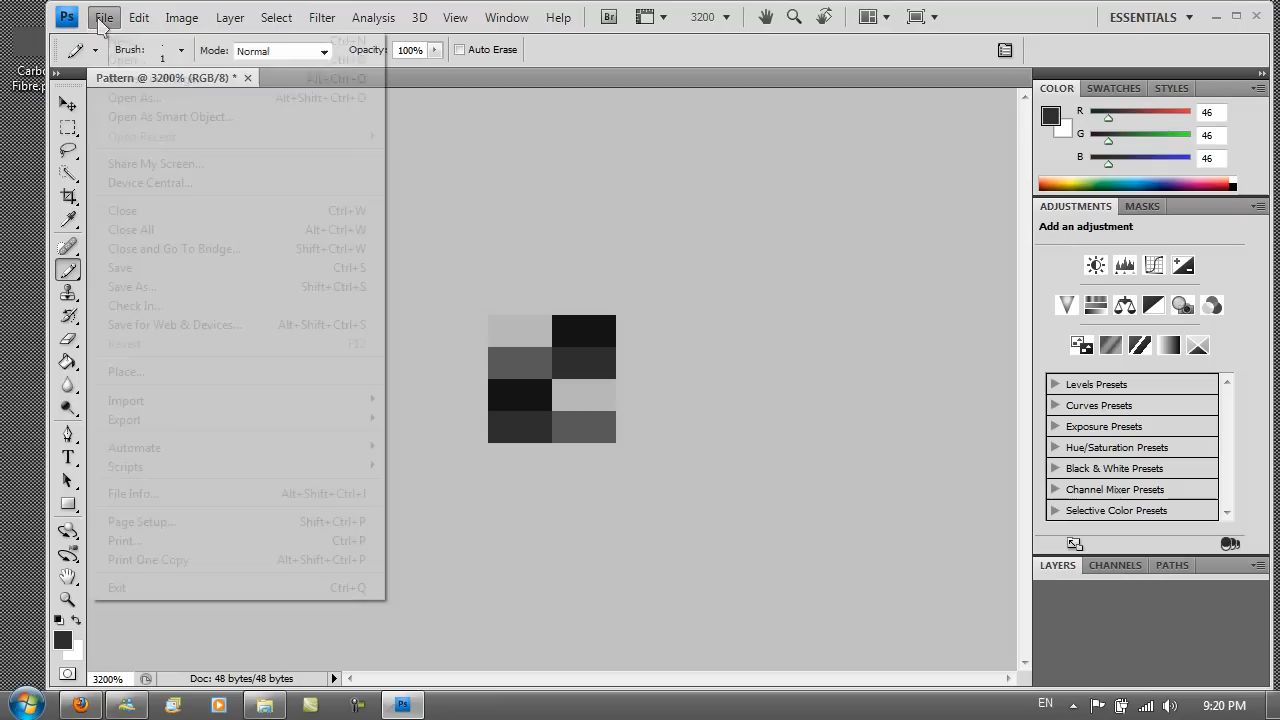 Ps File Edit Image Layer Select Filter Analysis 3D View Window Help Br 3200 ESSENTIALS
Brush: 1 Mode: Normal Opacity: 100% Auto Erase
Pattern @ 3200% (RGB/8) * ×
Open... Alt+Ctrl+O
Open As... Alt+Shift+Ctrl+O
Open As Smart Object...
Open Recent
Share My Screen...
Device Central...
Close Ctrl+W
Close All Alt+Ctrl+W
Close and Go To Bridge... Shift+Ctrl+W
Save Ctrl+S
Save As... Shift+Ctrl+S
Check In...
Save for Web & Devices... Alt+Shift+Ctrl+S
Revert F12
Place...
Import
Export
Automate
Scripts
File Info... Alt+Shift+Ctrl+I
Page Setup... Shift+Ctrl+P
Print... Ctrl+P
Print One Copy Alt+Shift+Ctrl+P
Exit Ctrl+Q
COLOR SWATCHES STYLES
R 46
G 46
B 46
ADJUSTMENTS MASKS
Add an adjustment
Levels Presets
Curves Presets
Exposure Presets
Hue/Saturation Presets
Black & White Presets
Channel Mixer Presets
Selective Color Presets
LAYERS CHANNELS PATHS
3200% Doc: 48 bytes/48 bytes
Ps EN 9:20 PM